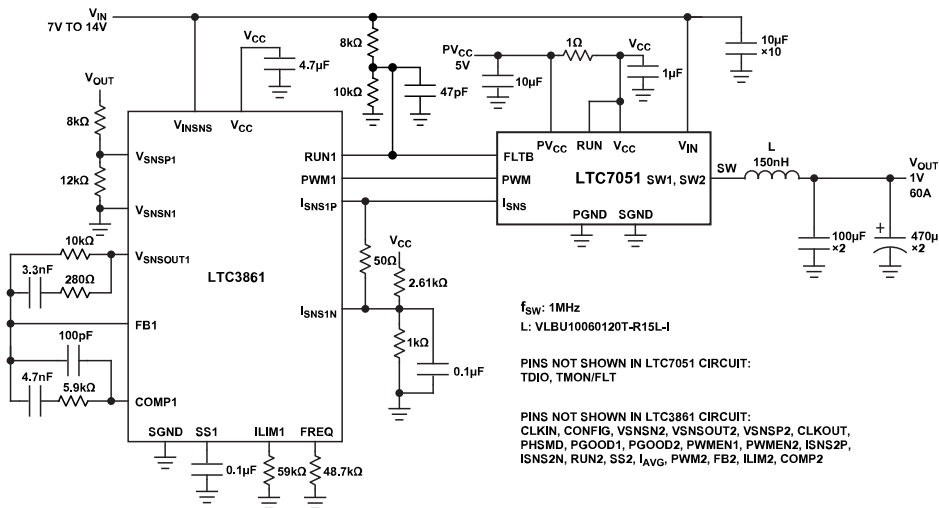 VIN
7V TO 14V
VCC
4.7µF
8kΩ
10kΩ
47pF
PVCC
5V
1Ω
VCC
10µF
1µF
10µF
×10
VOUT
8kΩ
12kΩ
VINSNS
VCC
VSNSP1
VSNSN1
VSNSOUT1
FB1
COMP1
LTC3861
RUN1
PWM1
ISNS1P
ISNS1N
SGND
SS1
ILIM1
FREQ
10kΩ
3.3nF
280Ω
100pF
4.7nF
5.9kΩ
0.1µF
59kΩ
48.7kΩ
50Ω
VCC
2.61kΩ
1kΩ
0.1µF
PVCC
RUN
VCC
VIN
FLTB
PWM
ISNS
LTC7051
SW1, SW2
PGND
SGND
SW
L
150nH
VOUT
1V
60A
100µF
×2
+
470µ
×2
fSW: 1MHz
L: VLBU10060120T-R15L-I
PINS NOT SHOWN IN LTC7051 CIRCUIT:
TDIO, TMON/FLT
PINS NOT SHOWN IN LTC3861 CIRCUIT:
CLKIN, CONFIG, VSNSN2, VSNSOUT2, VSNSP2, CLKOUT,
PHSMD, PGOOD1, PGOOD2, PWMEN1, PWMEN2, ISNS2P,
ISNS2N, RUN2, SS2, IAVG, PWM2, FB2, ILIM2, COMP2